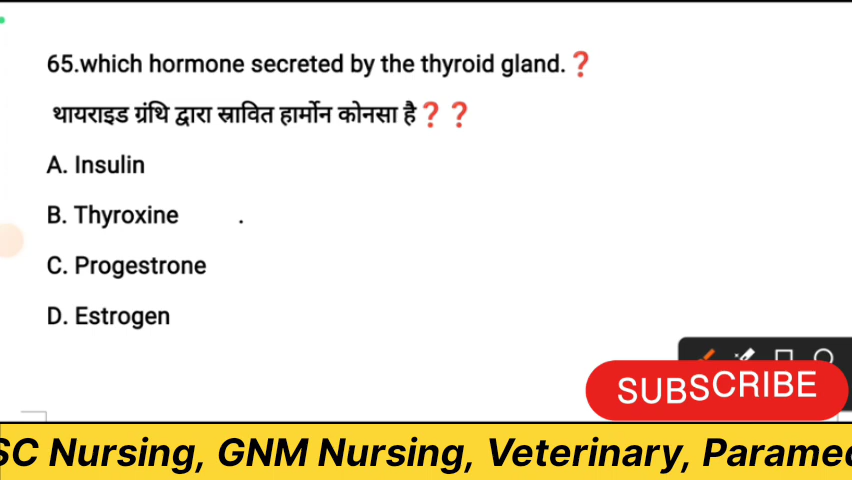 65.which hormone secreted by the thyroid gland.❓
थायराइड ग्रंथि द्वारा स्रावित हार्मोन कोनसा है❓❓
A. Insulin
B. Thyroxine .
C. Progestrone
D. Estrogen
SUBSCRIBE
SC Nursing, GNM Nursing, Veterinary, Paramed